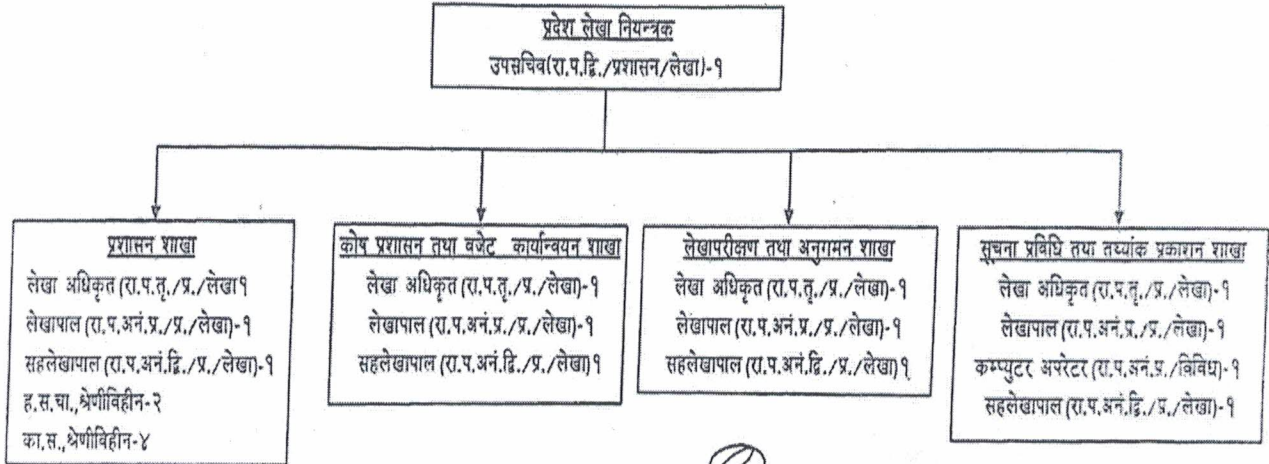 प्रदेश लेखा नियन्त्रक
उपसचिव(रा.प.द्वि./प्रशासन/लेखा)-१
प्रशासन शाखा
लेखा अधिकृत(रा.प.तृ./प्र./लेखा१
लेखापाल(रा.प.अनं.प्र./प्र./लेखा)-१
सहलेखापाल(रा.प.अनं.द्वि./प्र./लेखा)-१
ह.स.चा.,श्रेणीविहीन-२
का.स.,श्रेणीविहीन-४
कोष प्रशासन तथा वजेट कार्यान्वयन शाखा
लेखा अधिकृत(रा.प.तृ./प्र./लेखा)-१
लेखापाल(रा.प.अनं.प्र./प्र./लेखा)-१
सहलेखापाल(रा.प.अनं.द्वि./प्र./लेखा)१
लेखापरीक्षण तथा अनुगमन शाखा
लेखा अधिकृत(रा.प.तृ./प्र./लेखा)-१
लेखापाल(रा.प.अनं.प्र./प्र./लेखा)-१
सहलेखापाल(रा.प.अनं.द्वि./प्र./लेखा)१
सूचना प्रविधि तथा तथ्यांक प्रकाशन शाखा
लेखा अधिकृत(रा.प.तृ./प्र./लेखा)-१
लेखापाल(रा.प.अनं.प्र./प्र./लेखा)-१
कम्प्युटर अपरेटर(रा.प.अनं.प्र./विविध)-१
सहलेखापाल(रा.प.अनं.द्वि./प्र./लेखा)-१